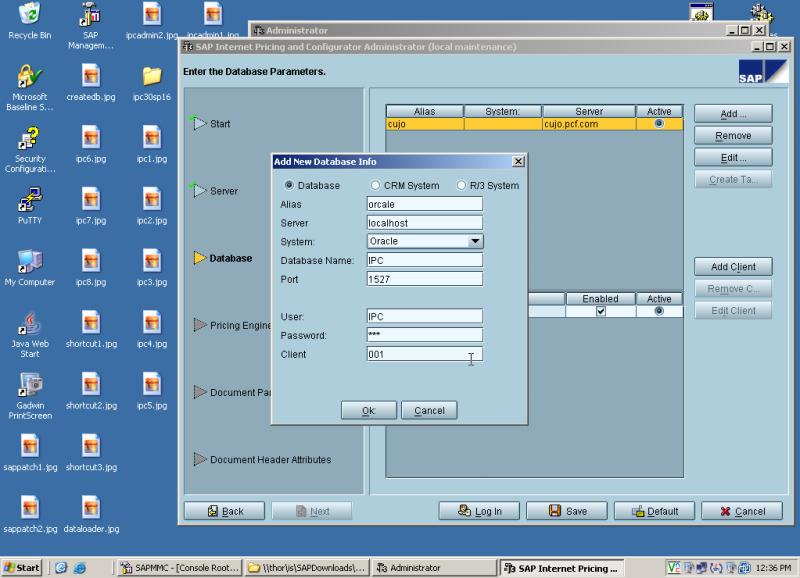 Recycle Bin
SAP
Managem...
ipcadmin2.jpg
ipcadmin1.jpg
Microsoft
Baseline S...
createdb.jpg
ipc30sp16
Security
Configurati...
ipc6.jpg
ipc1.jpg
PuTTY
ipc7.jpg
ipc2.jpg
My Computer
ipc8.jpg
ipc3.jpg
Java Web
Start
shortcut1.jpg
ipc4.jpg
Gadwin
PrintScreen
shortcut2.jpg
ipc5.jpg
sappatch1.jpg
shortcut3.jpg
sappatch2.jpg
dataloader.jpg
Administrator
SAP Internet Pricing and Configurator Administrator (local maintenance)
Enter the Database Parameters.
SAP
Start
Server
Database
Pricing Engine
Document Pa
Document Header Attributes
Alias System: Server Active
cujo cujo.pcf.com
Add ...
Remove
Edit ...
Create Ta...
Add Client
Remove C...
Edit Client
Enabled Active
Add New Database Info
Database CRM System R/3 System
Alias orcale
Server localhost
System: Oracle
Database Name: IPC
Port 1527
User: IPC
Password: ***
Client 001
Ok:
Cancel
Back
Next
Log In
Save
Default
Cancel
Start
SAPMMC - [Console Root...
\\thor\is\SAPDownloads\...
Administrator
SAP Internet Pricing ...
12:36 PM